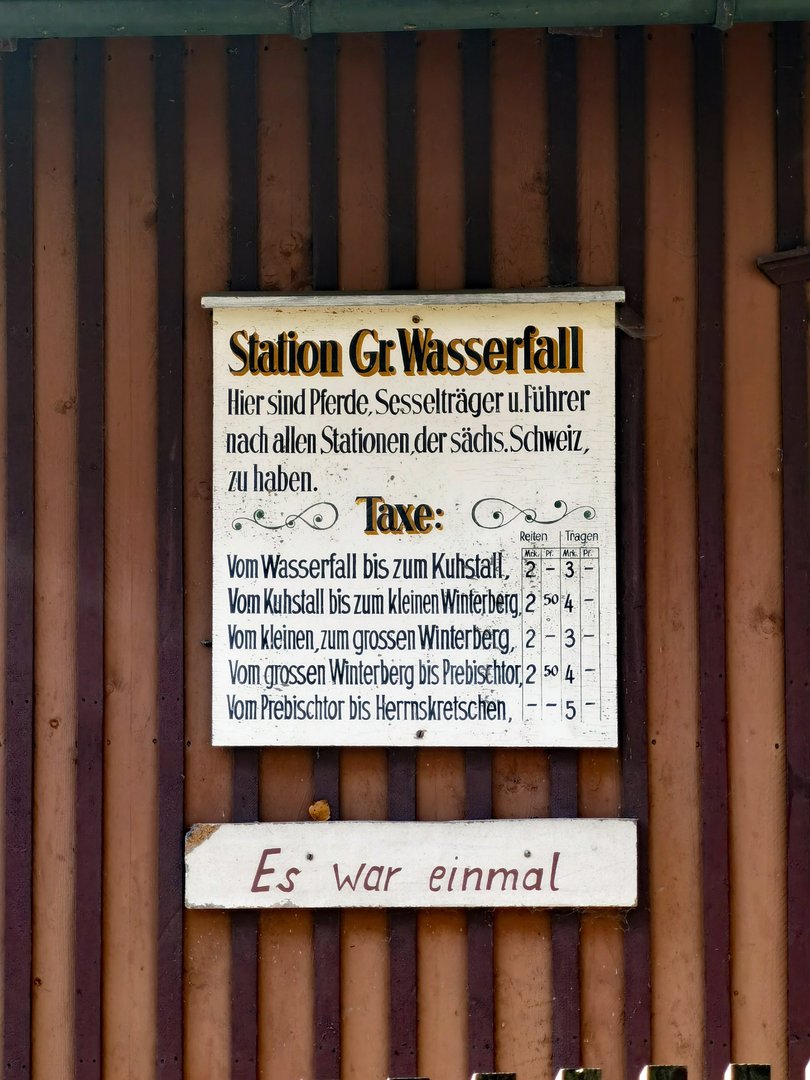 Station Gr. Wasserfall
Hier sind Pferde, Sesselträger u. Führer
nach allen Stationen, der sächs. Schweiz,
zu haben.
Taxe:
Reiten Tragen
Mrk. Pf. Mrk. Pf.
Vom Wasserfall bis zum Kuhstall, 2 - 3 -
Vom Kuhstall bis zum kleinen Winterberg, 2 50 4 -
Vom kleinen, zum grossen Winterberg, 2 - 3 -
Vom grossen Winterberg bis Prebischtor, 2 50 4 -
Vom Prebischtor bis Herrnskretschen, - - 5 -
Es war einmal